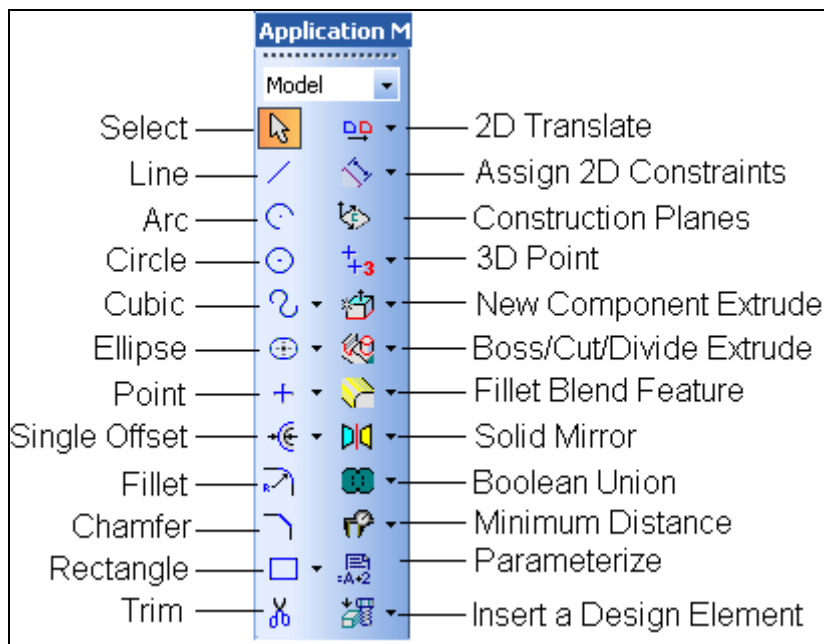 Application M
Model
Select
2D Translate
Line
Assign 2D Constraints
Arc
Construction Planes
Circle
3D Point
3
Cubic
New Component Extrude
Ellipse
Boss/Cut/Divide Extrude
Point
Fillet Blend Feature
Single Offset
Solid Mirror
Fillet
R
Boolean Union
Chamfer
Minimum Distance
Rectangle
=A+2
Parameterize
Trim
Insert a Design Element